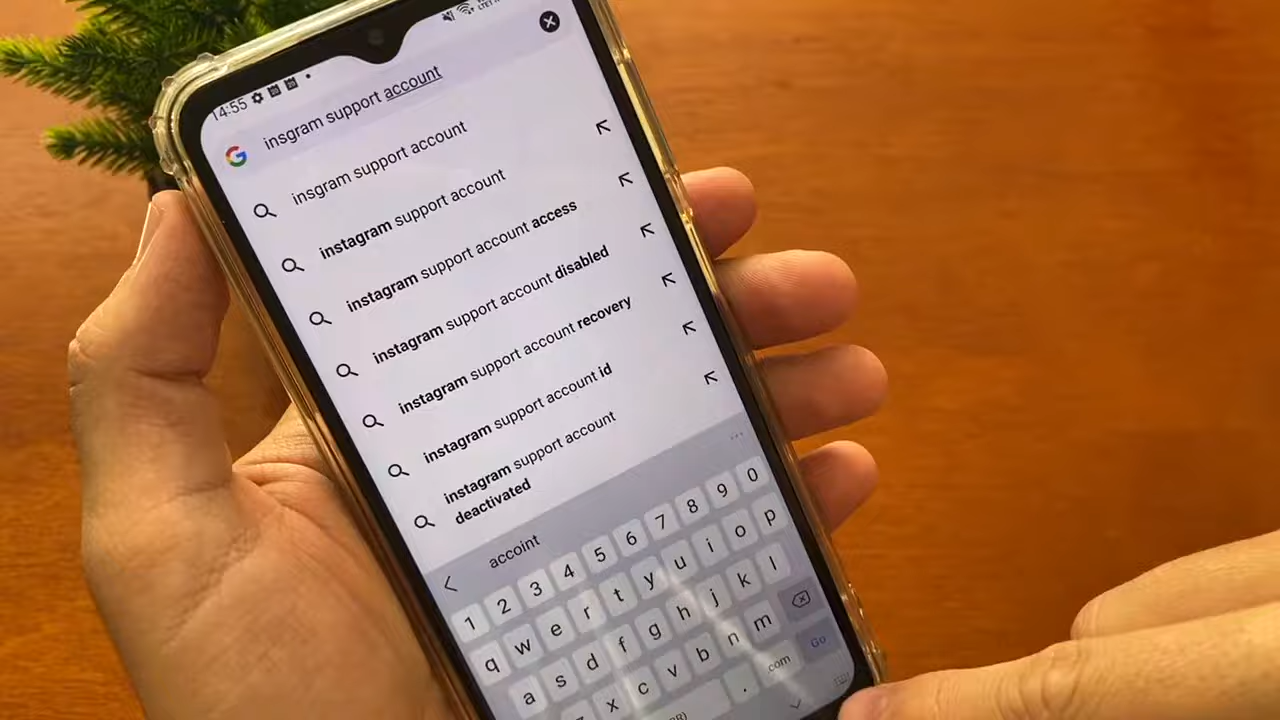 14:55
insgram support account
insgram support account
instagram support account
instagram support account access
instagram support account disabled
instagram support account recovery
instagram support account id
instagram support account
deactivated
accoint
1 2 3 4 5 6 7 8 9 0
q w e r t y u i o p
a s d f g h j k l
x c v b n m
. .com Go